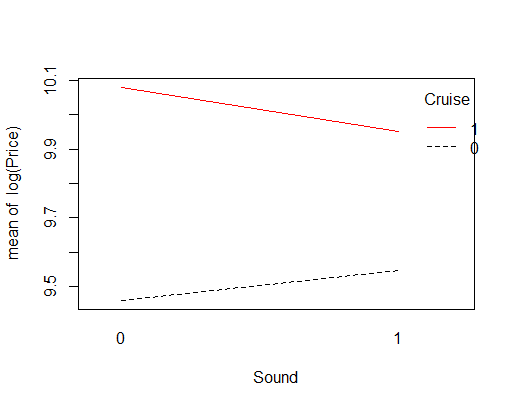 mean of log(Price)
10.1
9.9
9.7
9.5
Cruise
1
0
0
1
Sound